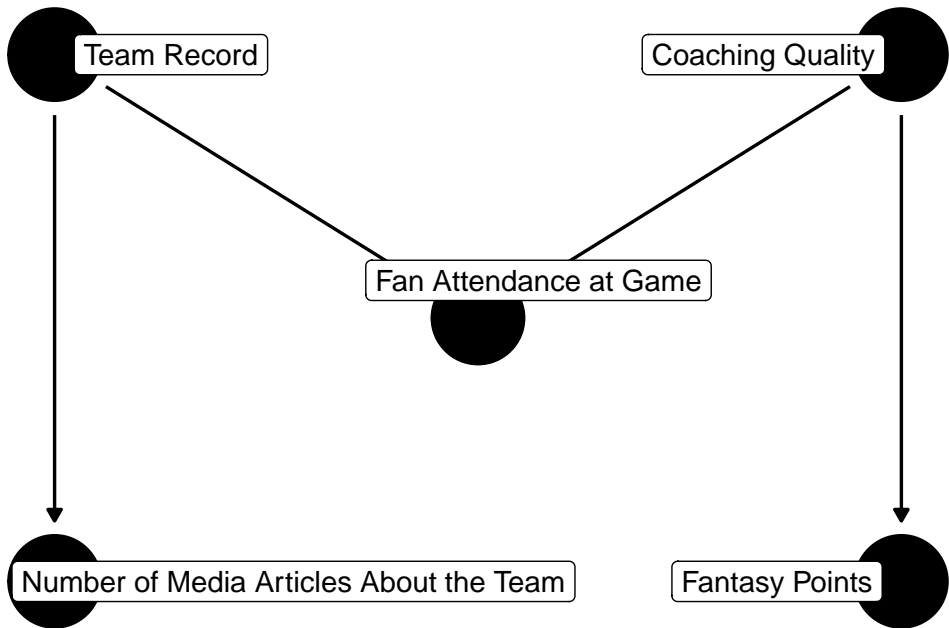 Team Record
Coaching Quality
Fan Attendance at Game
Number of Media Articles About the Team
Fantasy Points